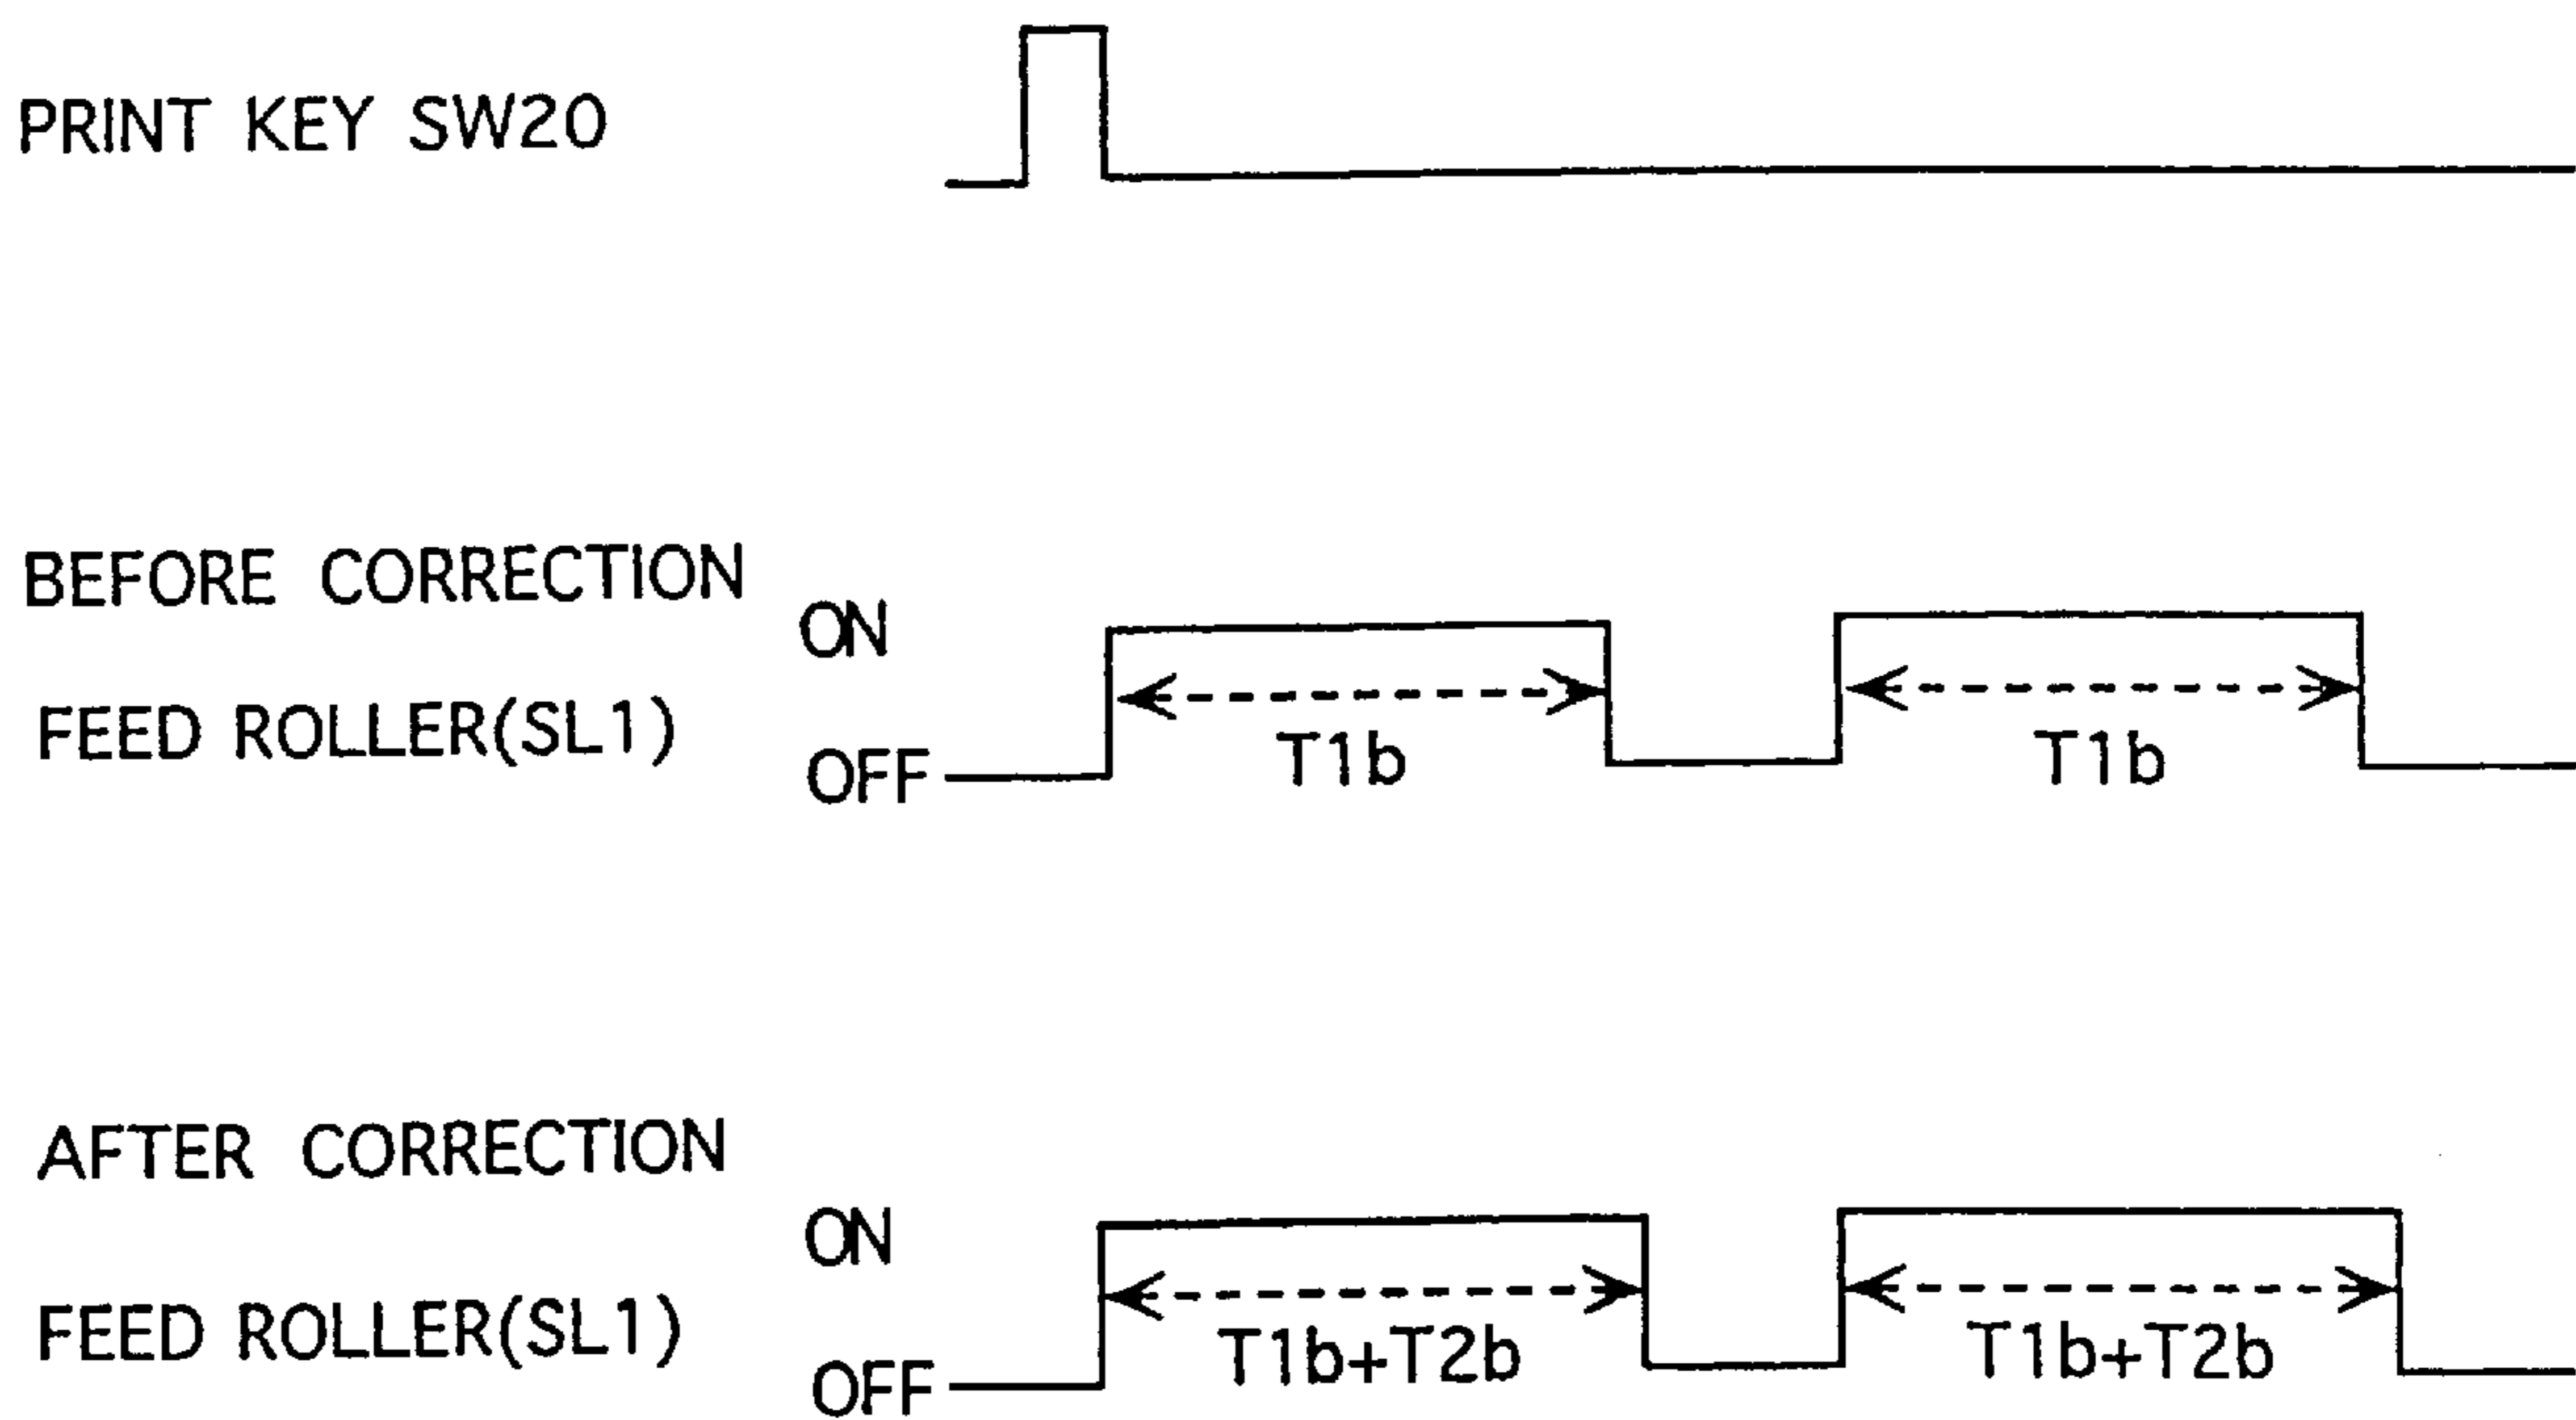 PRINT KEY SW20
BEFORE CORRECTION
ON
FEED ROLLER(SL1)
OFF
T1b
T1b
AFTER CORRECTION
ON
FEED ROLLER(SL1)
OFF
T1b+T2b
T1b+T2b